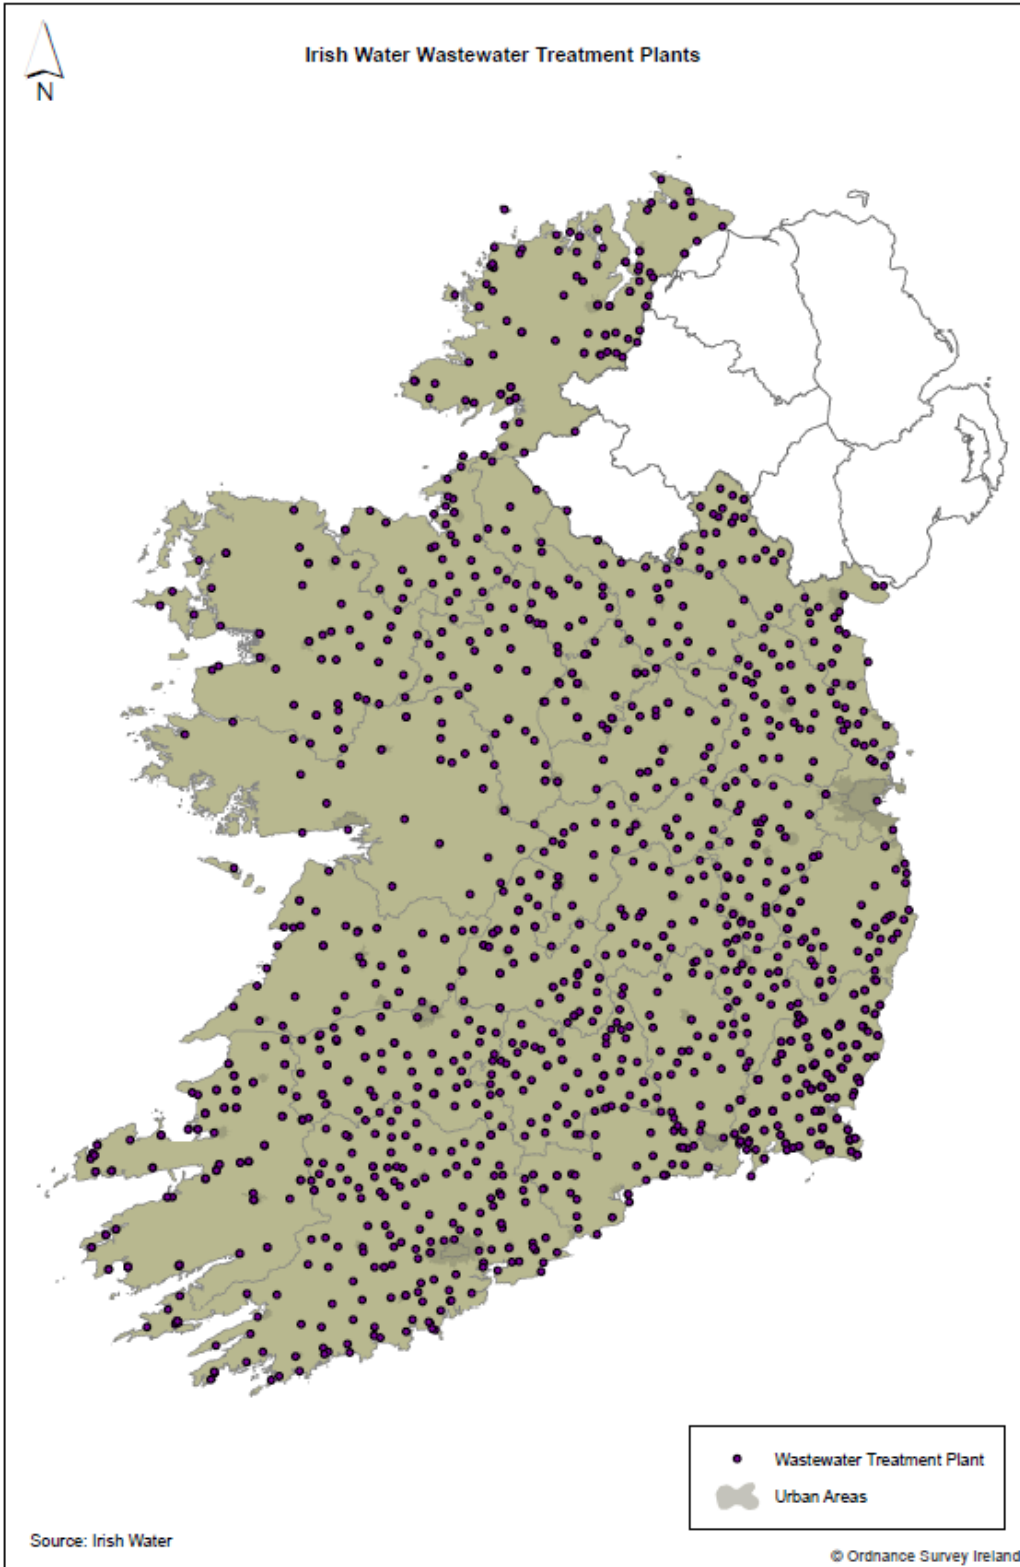 Irish Water Wastewater Treatment Plants
N
Wastewater Treatment Plant
Urban Areas
Source: Irish Water
© Ordnance Survey Ireland